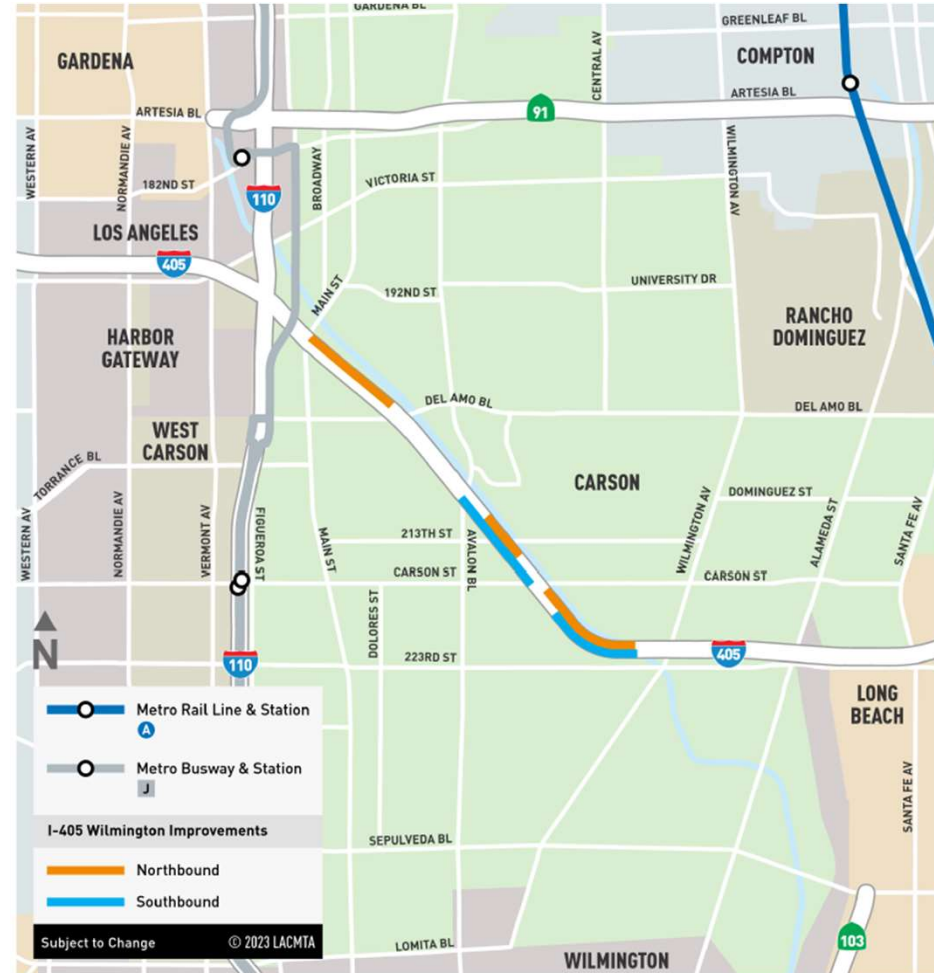 GARDENA BL
GREENLEAF BL
GARDENA
COMPTON
CENTRAL AV
ARTESIA BL
ARTESIA BL
91
WESTERN AV
NORMANDIE AV
BROADWAY
WILMINGTON AV
VICTORIA ST
182ND ST
110
LOS ANGELES
405
UNIVERSITY DR
192ND ST
MAIN ST
RANCHO
DOMINGUEZ
HARBOR
GATEWAY
DEL AMO BL
DEL AMO BL
WEST
CARSON
TORRANCE BL
CARSON
DOMINGUEZ ST
WESTERN AV
NORMANDIE AV
VERMONT AV
FIGUEROA ST
MAIN ST
213TH ST
AVALON BL
WILMINGTON AV
ALAMEDA ST
SANTA FE AV
CARSON ST
CARSON ST
DOLORES ST
N
223RD ST
110
405
LONG
BEACH
Metro Rail Line & Station
A
Metro Busway & Station
J
SANTA FE AV
I-405 Wilmington Improvements
SEPULVEDA BL
Northbound
Southbound
Subject to Change
© 2023 LACMTA
LOMITA BL
WILMINGTON
103